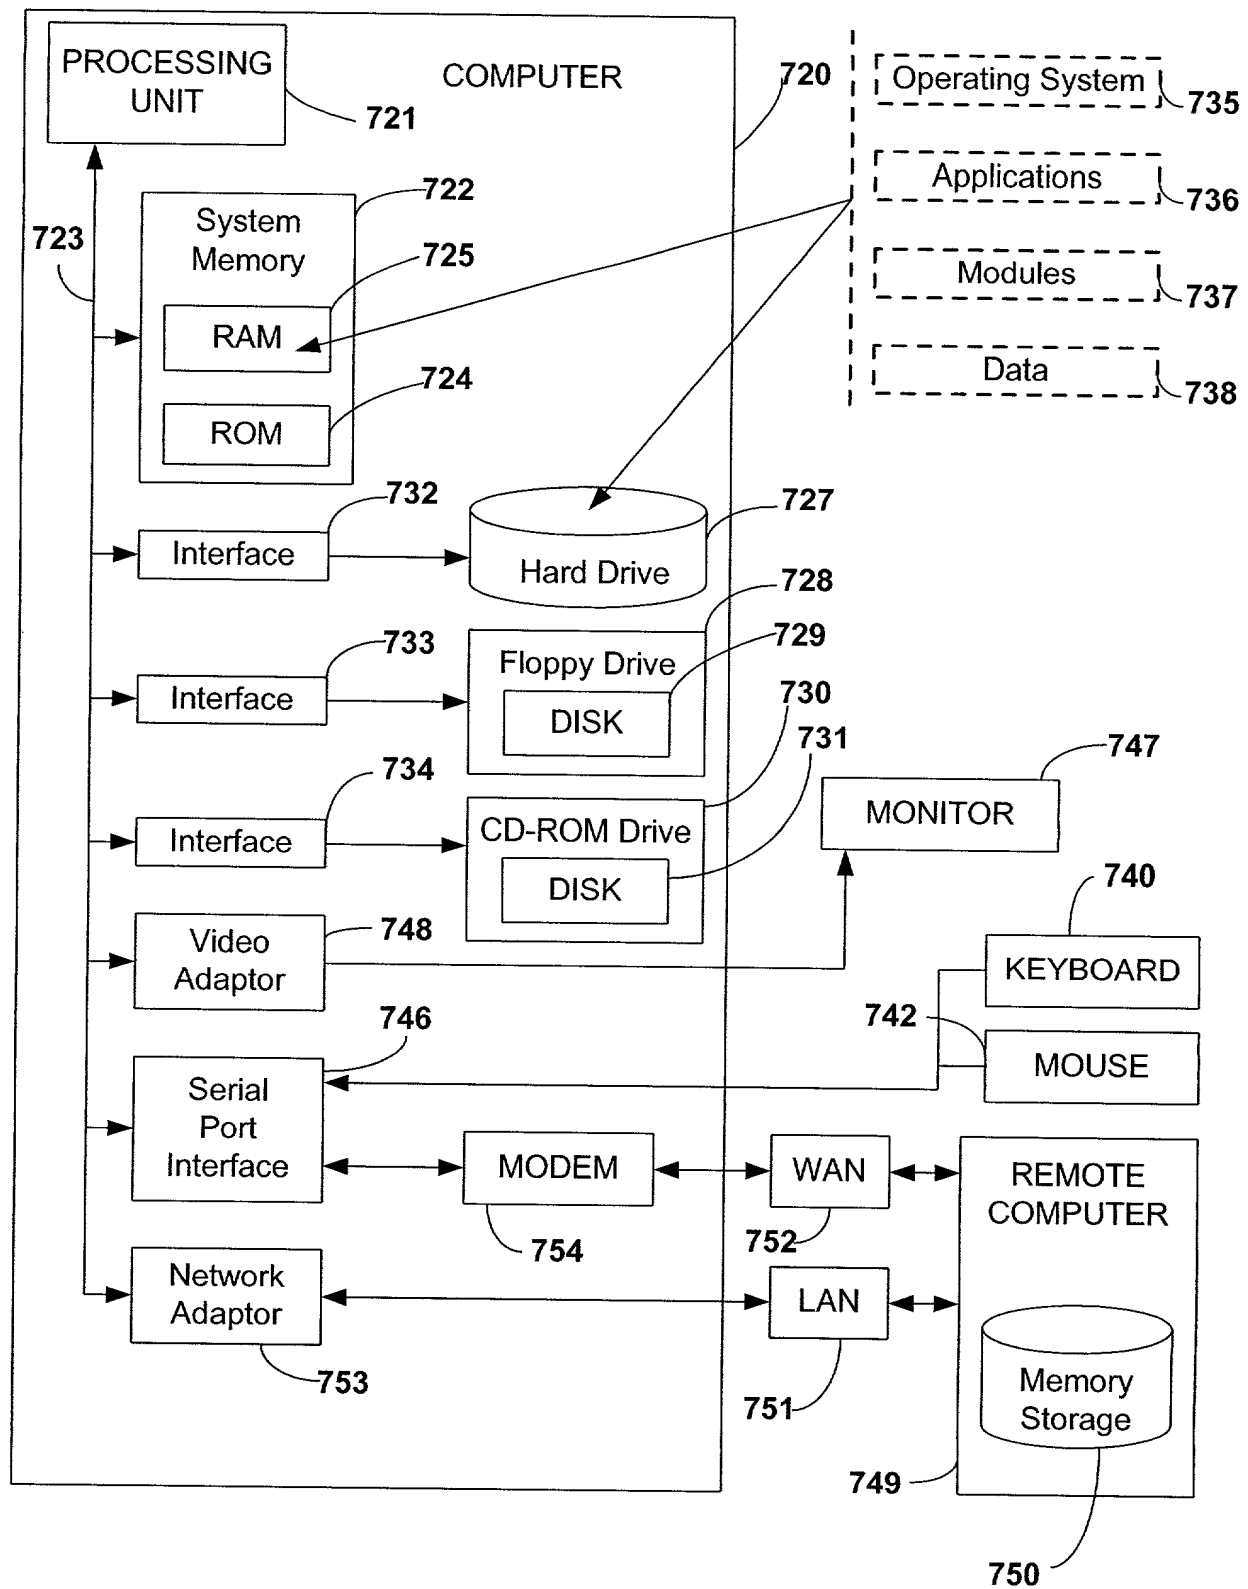 PROCESSING
UNIT
721
COMPUTER
720
Operating System
735
Applications
736
Modules
737
Data
738
723
722
System
Memory
725
RAM
724
ROM
732
Interface
727
Hard Drive
728
733
Interface
729
Floppy Drive
DISK
730
731
734
Interface
CD-ROM Drive
DISK
747
MONITOR
748
Video
Adaptor
740
KEYBOARD
742
MOUSE
746
Serial
Port
Interface
MODEM
754
WAN
752
REMOTE
COMPUTER
Network
Adaptor
753
LAN
751
Memory
Storage
749
750